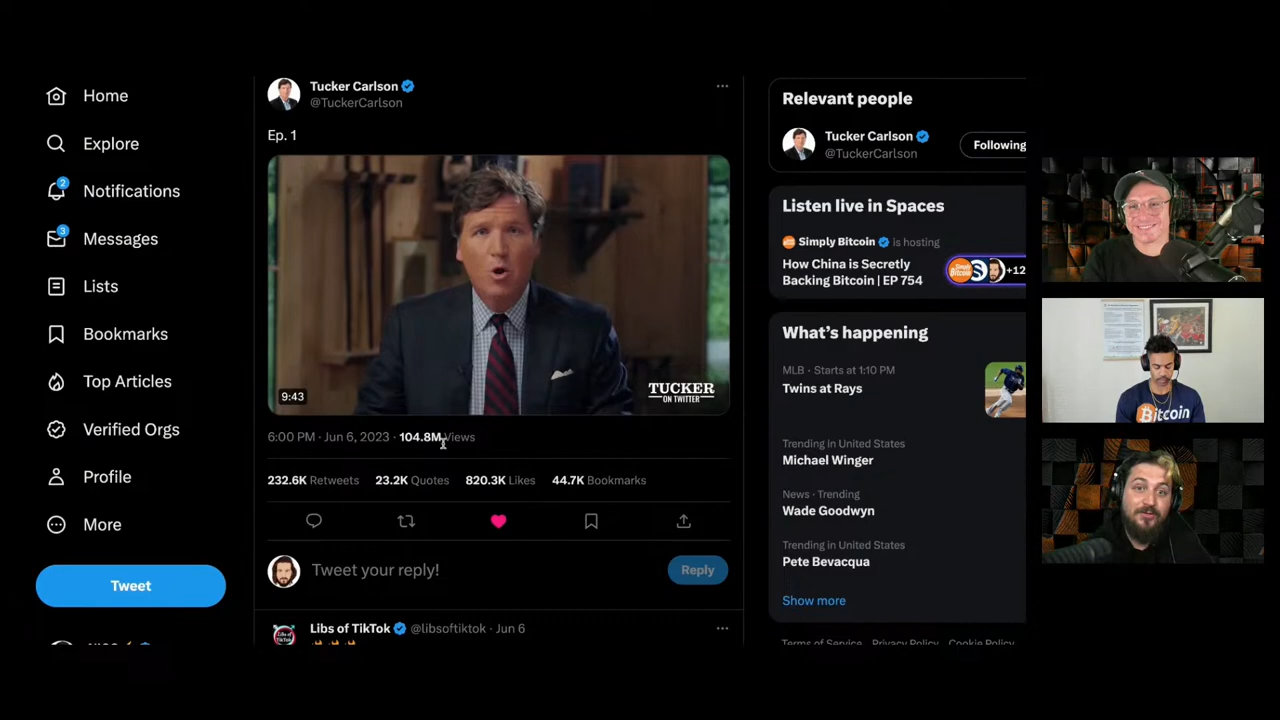 Home
Explore
2
Notifications
3
Messages
Lists
Bookmarks
Top Articles
Verified Orgs
Profile
More
Tweet
Tucker Carlson
@TuckerCarlson
Ep. 1
9:43
TUCKER
ON TWITTER
6:00 PM · Jun 6, 2023 · 104.8M Views
232.6K Retweets 23.2K Quotes 820.3K Likes 44.7K Bookmarks
Tweet your reply!
Reply
Libs of TikTok @libsoftiktok · Jun 6
Relevant people
Tucker Carlson
@TuckerCarlson
Following
Listen live in Spaces
Simply Bitcoin is hosting
How China is Secretly
Backing Bitcoin | EP 754
+12
What's happening
MLB · Starts at 1:10 PM
Twins at Rays
Trending in United States
Michael Winger
News · Trending
Wade Goodwyn
Trending in United States
Pete Bevacqua
Show more
Terms of Service Privacy Policy Cookie Policy
Bitcoin